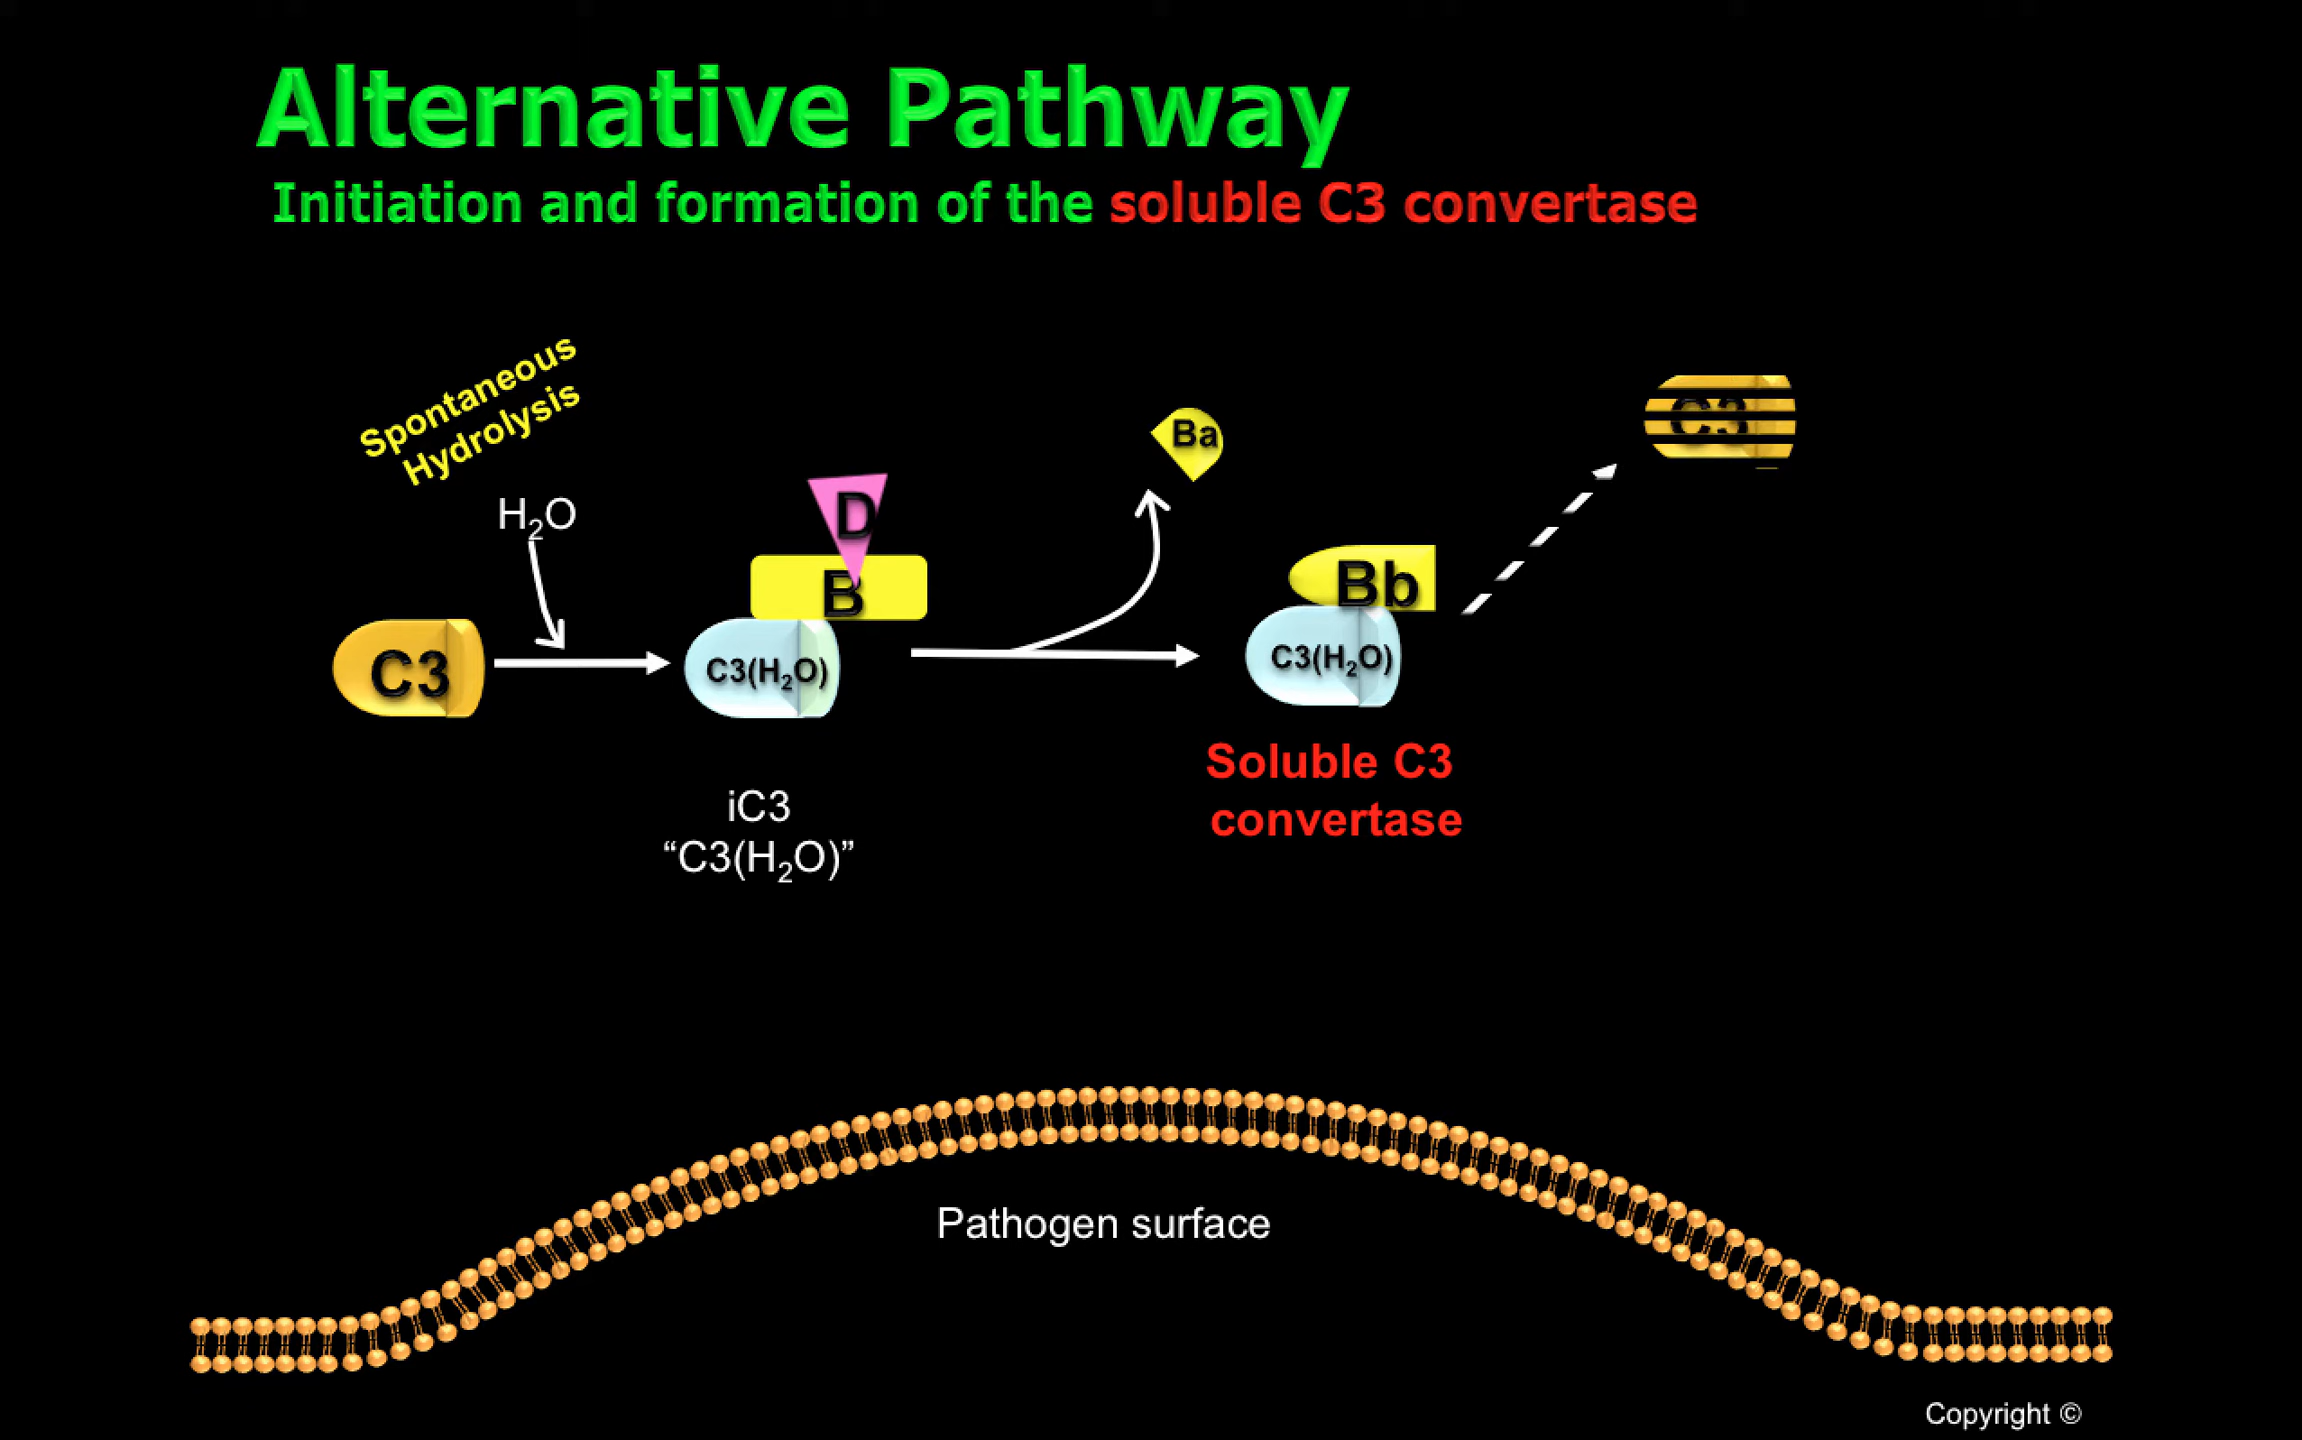 Alternative Pathway
Initiation and formation of the soluble C3 convertase
Spontaneous
Hydrolysis
H₂O
C3
D
B
C3(H₂O)
iC3
“C3(H₂O)”
Ba
Bb
C3(H₂O)
Soluble C3
convertase
C3
Pathogen surface
Copyright ©